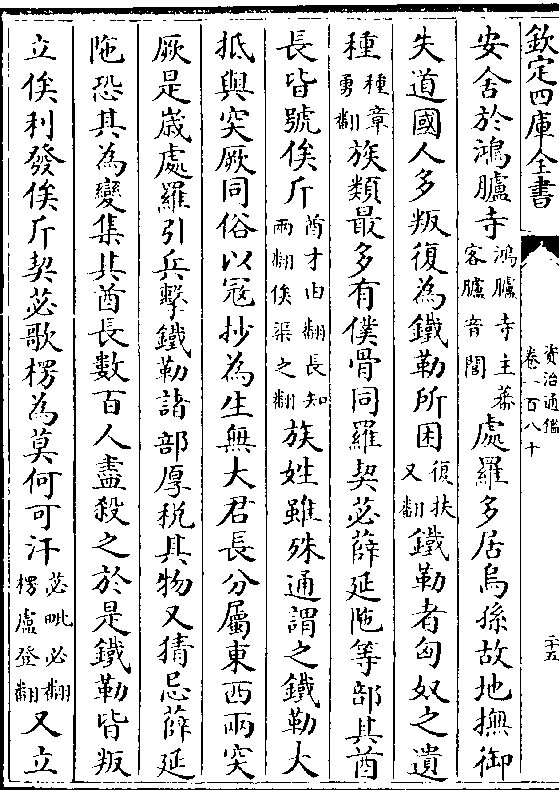 欽定四庫全書
資治通鑑
卷一百八十
二十五
安舍於鴻臚寺鴻臚寺主蕃客臚音閭處羅多居烏孫故地撫御
失道國人多叛復為鐵勒所困復扶又翻鐵勒者匈奴之遺
種種章勇翻族類最多有僕骨同羅契苾薛延陁等部其酋
長皆號俟斤酋才由翻長知兩翻俟渠之翻族姓雖殊通謂之鐵勒大
抵與突厥同俗以寇抄為生無大君長分屬東西兩突
厥是歲處羅引兵擊鐵勒諸部厚稅其物又猜忌薛延
陁恐其為變集其酋長數百人盡殺之於是鐵勒皆叛
立俟利發俟斤契苾歌楞為莫何可汗苾毗必翻楞盧登翻又立